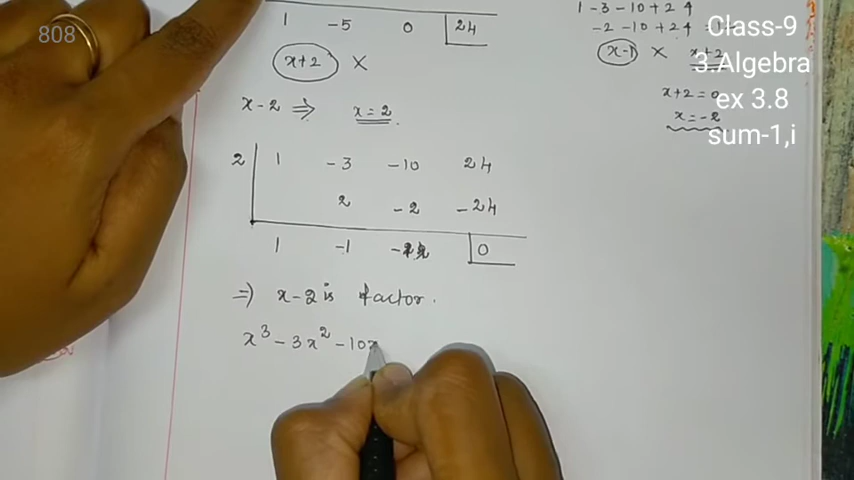 808
1 -5 0 24
x+2 ×
1-3-10+24
-2-10+24
x-1 × x+2
x+2=0
x=-2
Class-9
3.Algebra
ex 3.8
sum-1,i
x-2 ⇒ x=2
2 1 -3 -10 24
2 -2 -24
1 -1 0
⇒) x-2 is factor.
x³-3x²-10x